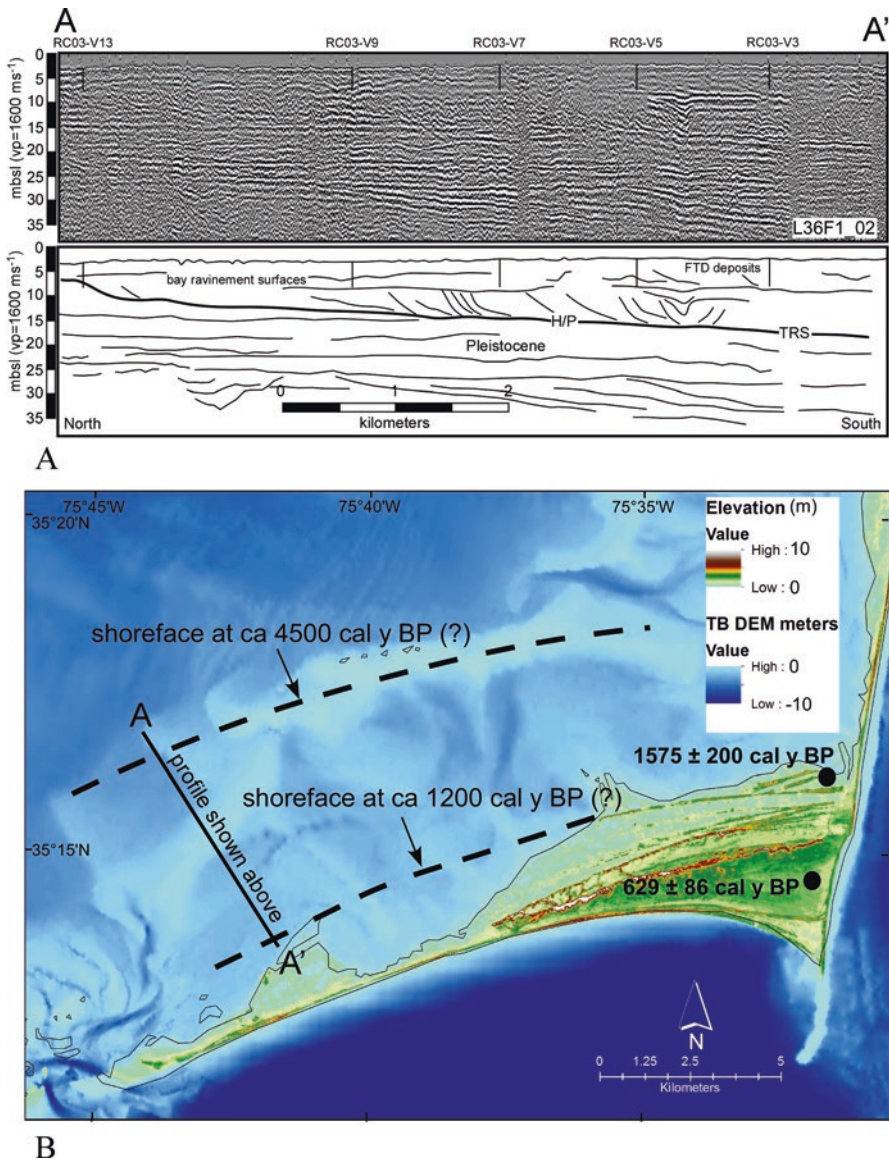 A
A'
RC03-V13
RC03-V9
RC03-V7
RC03-V5
RC03-V3
mbsl (vp=1600 ms⁻¹)
0
5
10
15
20
25
30
35
L36F1_02
mbsl (vp=1600 ms⁻¹)
0
5
10
15
20
25
30
35
bay ravinement surfaces
FTD deposits
H/P
TRS
Pleistocene
0
1
2
kilometers
North
South
A
75°45'W
75°40'W
75°35'W
35°20'N
35°15'N
Elevation (m)
Value
High : 10
Low : 0
TB DEM meters
Value
High : 0
Low : -10
shoreface at ca 4500 cal y BP (?)
A
profile shown above
A'
shoreface at ca 1200 cal y BP (?)
1575 ± 200 cal y BP
629 ± 86 cal y BP
N
0 1.25 2.5 5
Kilometers
B